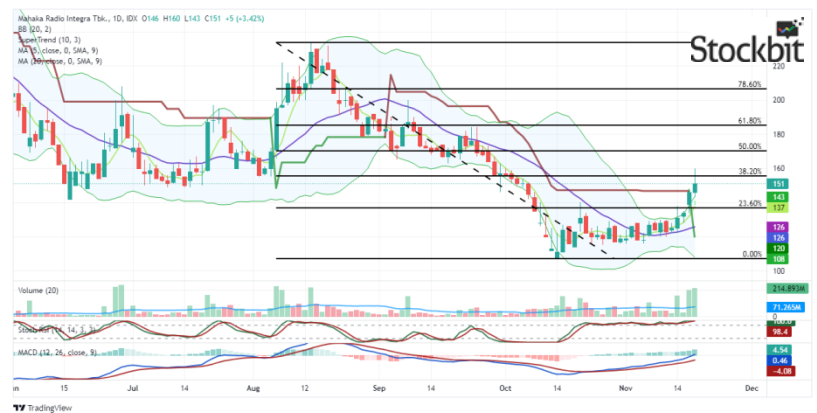 Mahaka Radio Integra Tbk., 1D, IDX O146 H160 L143 C151 +5 (+3.42%)
BB (20, 2)
SuperTrend (10, 3)
MA (5, close, 0, SMA, 9)
MA (20, close, 0, SMA, 9)
Stockbit
220
78.60%
200
61.80%
180
50.00%
160
38.20%
151
143
23.60%
137
126
126
120
0.00%
108
100
Volume (20)
214.893M
71.265M
0
Stoch RSI (14, 14, 3, 3)
98.4
MACD (12, 26, close, 9)
4.54
0.46
−4.08
15
Jul
14
Aug
12
Sep
14
Oct
14
Nov
14
Dec
TradingView